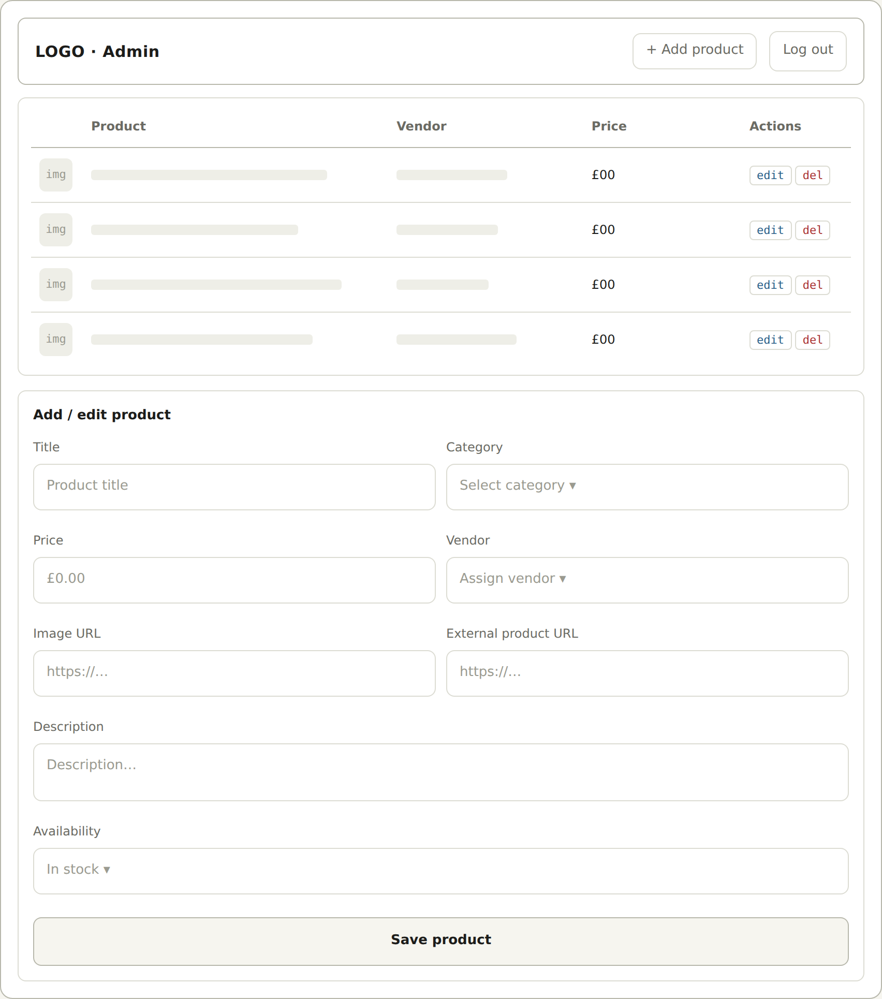 LOGO · Admin + Add product Log out
Product Vendor Price Actions
img £00 edit del
img £00 edit del
img £00 edit del
img £00 edit del
Add / edit product
Title Category
Product title Select category ▾
Price Vendor
£0.00 Assign vendor ▾
Image URL External product URL
https://… https://…
Description
Description…
Availability
In stock ▾
Save product